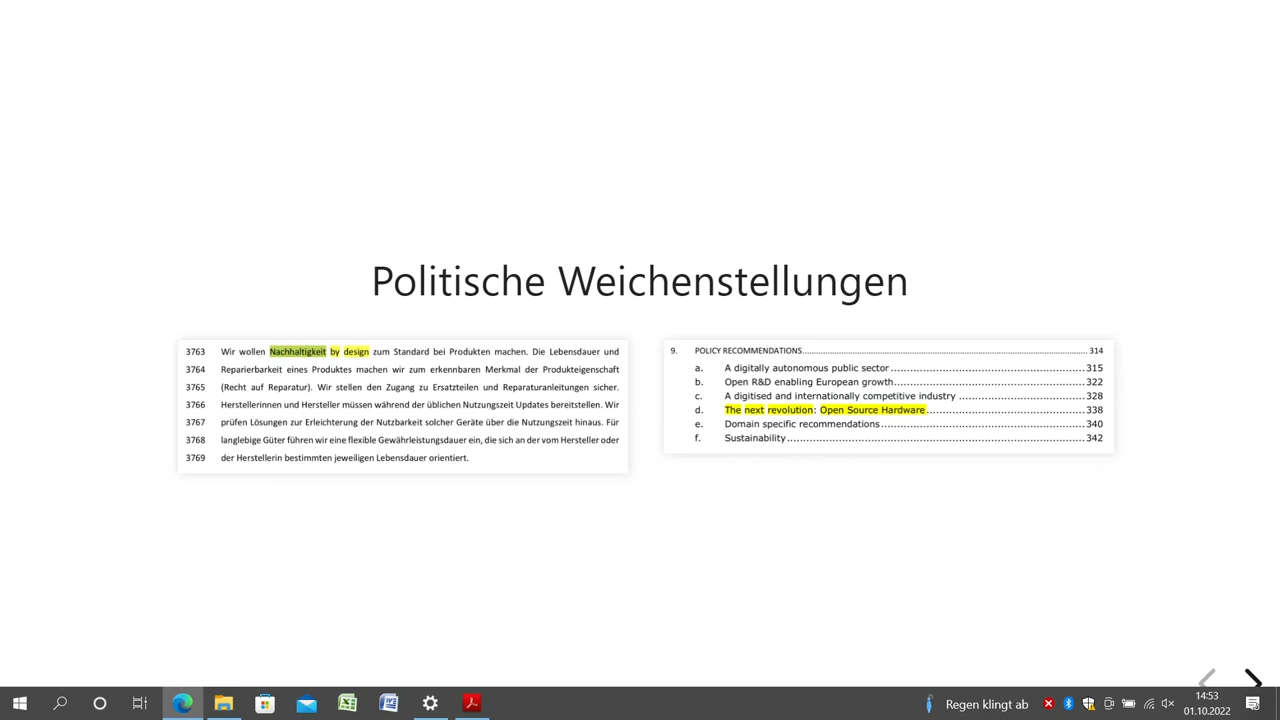 Politische Weichenstellungen
3763 Wir wollen Nachhaltigkeit by design zum Standard bei Produkten machen. Die Lebensdauer und
3764 Reparierbarkeit eines Produktes machen wir zum erkennbaren Merkmal der Produkteigenschaft
3765 (Recht auf Reparatur). Wir stellen den Zugang zu Ersatzteilen und Reparaturanleitungen sicher.
3766 Herstellerinnen und Hersteller müssen während der üblichen Nutzungszeit Updates bereitstellen. Wir
3767 prüfen Lösungen zur Erleichterung der Nutzbarkeit solcher Geräte über die Nutzungszeit hinaus. Für
3768 langlebige Güter führen wir eine flexible Gewährleistungsdauer ein, die sich an der vom Hersteller oder
3769 der Herstellerin bestimmten jeweiligen Lebensdauer orientiert.
9. POLICY RECOMMENDATIONS 314
a. A digitally autonomous public sector 315
b. Open R&D enabling European growth 322
c. A digitised and internationally competitive industry 328
d. The next revolution: Open Source Hardware 338
e. Domain specific recommendations 340
f. Sustainability 342
Regen klingt ab
14:53
01.10.2022